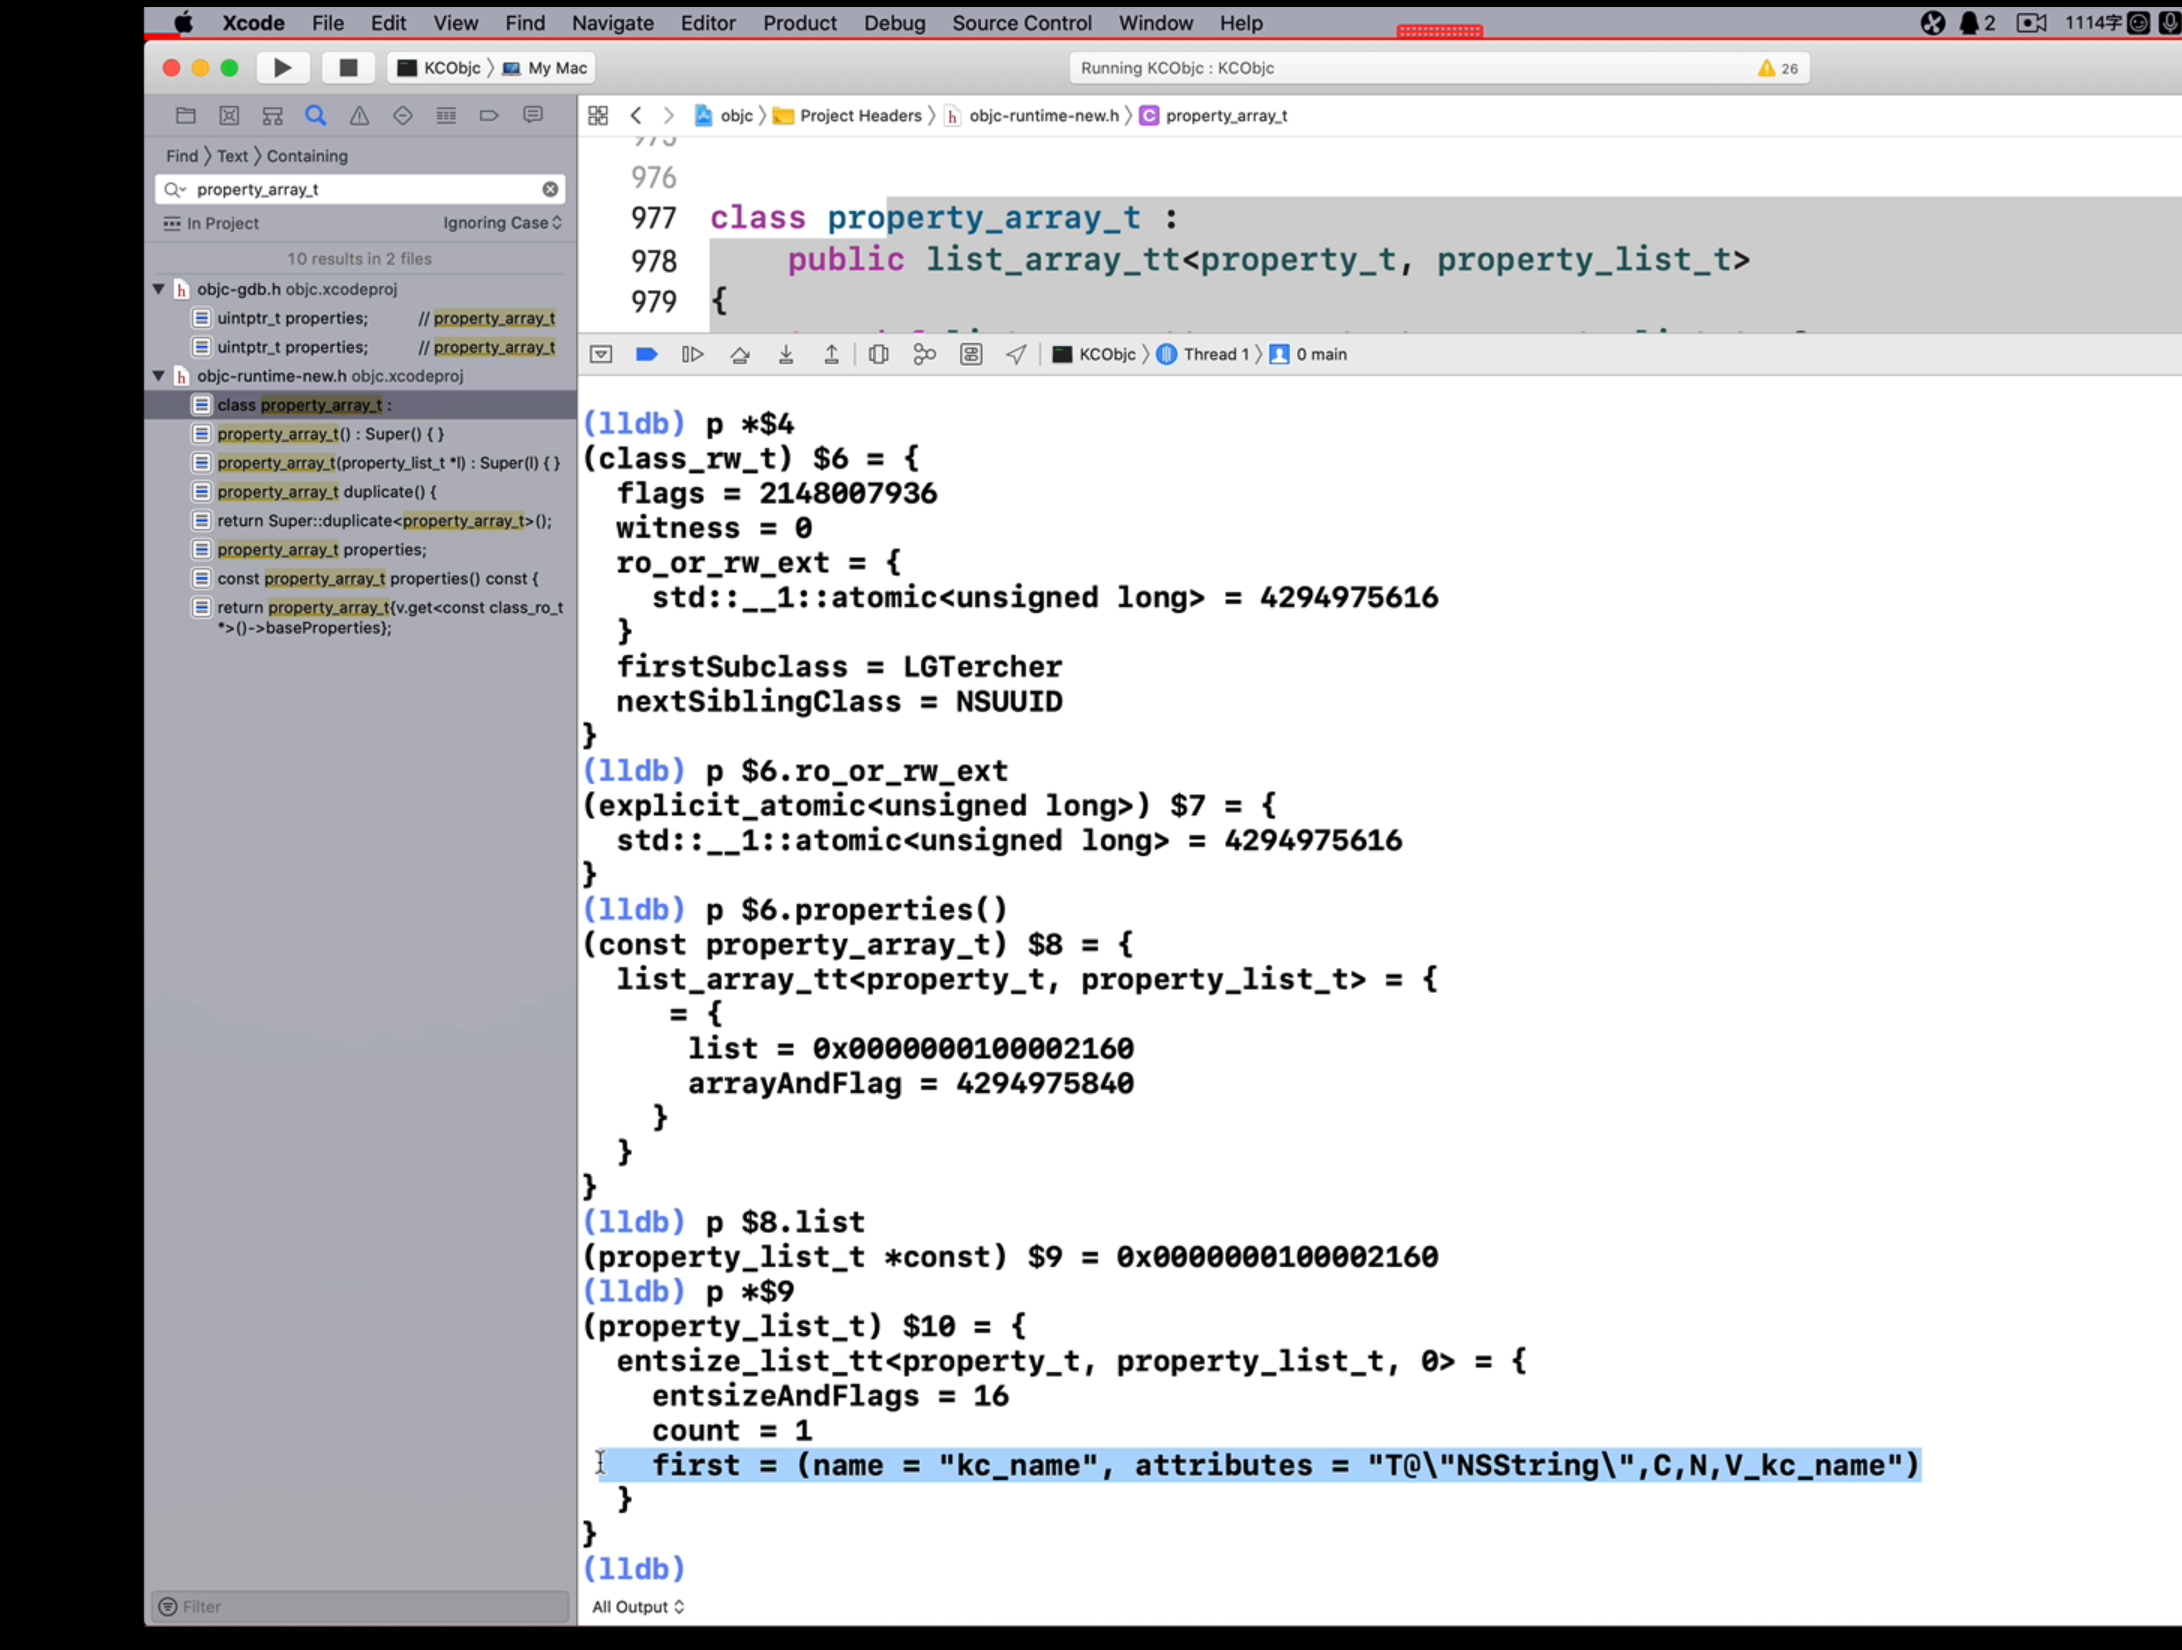 Xcode File Edit View Find Navigate Editor Product Debug Source Control Window Help 2 1114字
KCObjc 〉 My Mac Running KCObjc : KCObjc 26
objc 〉 Project Headers 〉 h objc-runtime-new.h 〉 C property_array_t
Find 〉 Text 〉 Containing
property_array_t
In Project Ignoring Case
10 results in 2 files
h objc-gdb.h objc.xcodeproj
uintptr_t properties; // property_array_t
uintptr_t properties; // property_array_t
h objc-runtime-new.h objc.xcodeproj
class property_array_t :
property_array_t() : Super() { }
property_array_t(property_list_t *l) : Super(l) { }
property_array_t duplicate() {
return Super::duplicate<property_array_t>();
property_array_t properties;
const property_array_t properties() const {
return property_array_t{v.get<const class_ro_t
*>()->baseProperties};
Filter
975
976
977 class property_array_t :
978 public list_array_tt<property_t, property_list_t>
979 {
KCObjc 〉 Thread 1 〉 0 main
(lldb) p *$4
(class_rw_t) $6 = {
flags = 2148007936
witness = 0
ro_or_rw_ext = {
std::__1::atomic<unsigned long> = 4294975616
}
firstSubclass = LGTercher
nextSiblingClass = NSUUID
}
(lldb) p $6.ro_or_rw_ext
(explicit_atomic<unsigned long>) $7 = {
std::__1::atomic<unsigned long> = 4294975616
}
(lldb) p $6.properties()
(const property_array_t) $8 = {
list_array_tt<property_t, property_list_t> = {
= {
list = 0x0000000100002160
arrayAndFlag = 4294975840
}
}
}
(lldb) p $8.list
(property_list_t *const) $9 = 0x0000000100002160
(lldb) p *$9
(property_list_t) $10 = {
entsize_list_tt<property_t, property_list_t, 0> = {
entsizeAndFlags = 16
count = 1
first = (name = "kc_name", attributes = "T@\"NSString\",C,N,V_kc_name")
}
}
(lldb)
All Output